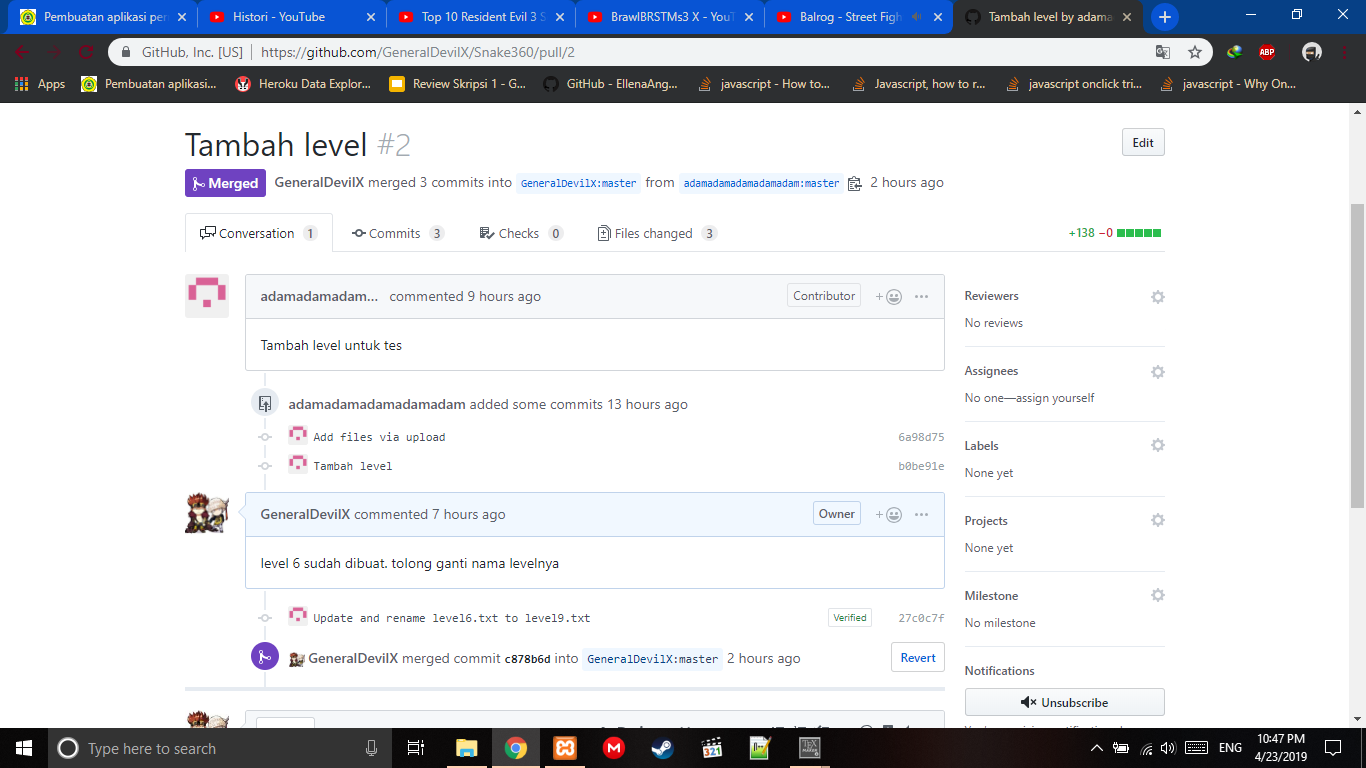 Pembuatan aplikasi per
Histori - YouTube
Top 10 Resident Evil 3 S
BrawlBRSTMs3 X - YouT
Balrog - Street Figh
Tambah level by adama
GitHub, Inc. [US]
https://github.com/GeneralDevilX/Snake360/pull/2
ABP
Apps
Pembuatan aplikasi...
Heroku Data Explor...
Review Skripsi 1 - G...
GitHub - EllenaAng...
javascript - How to...
Javascript, how to r...
javascript onclick tri...
javascript - Why On...
Tambah level #2
Edit
Merged
GeneralDevilX merged 3 commits into GeneralDevilX:master from adamadamadamadamadam:master 2 hours ago
Conversation 1
Commits 3
Checks 0
Files changed 3
+138 −0
adamadamadam... commented 9 hours ago
Contributor
Tambah level untuk tes
adamadamadamadamadam added some commits 13 hours ago
Add files via upload
6a98d75
Tambah level
b0be91e
GeneralDevilX commented 7 hours ago
Owner
level 6 sudah dibuat. tolong ganti nama levelnya
Update and rename level6.txt to level9.txt
Verified
27c0c7f
GeneralDevilX merged commit c878b6d into GeneralDevilX:master 2 hours ago
Revert
Reviewers
No reviews
Assignees
No one—assign yourself
Labels
None yet
Projects
None yet
Milestone
No milestone
Notifications
Unsubscribe
Type here to search
321
ENG
10:47 PM
4/23/2019